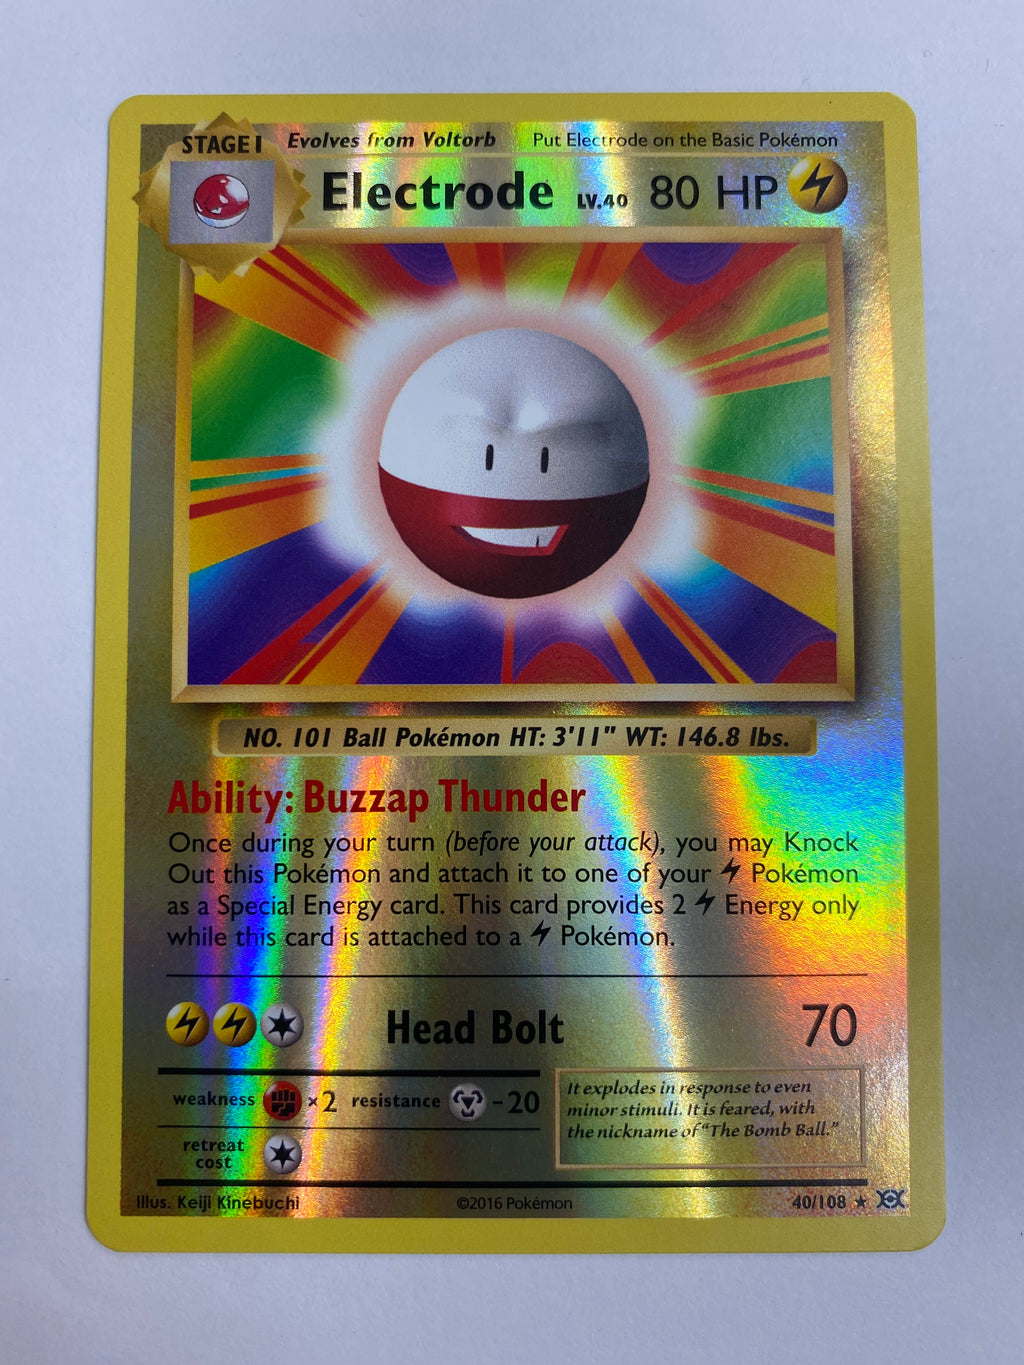 STAGE 1 Evolves from Voltorb Put Electrode on the Basic Pokémon
Electrode LV.40 80 HP
NO. 101 Ball Pokémon HT: 3'11" WT: 146.8 lbs.
Ability: Buzzap Thunder
Once during your turn (before your attack), you may Knock
Out this Pokémon and attach it to one of your Pokémon
as a Special Energy card. This card provides 2 Energy only
while this card is attached to a Pokémon.
Head Bolt 70
weakness ×2 resistance -20
retreat
cost
It explodes in response to even
minor stimuli. It is feared, with
the nickname of "The Bomb Ball."
Illus. Keiji Kinebuchi ©2016 Pokémon 40/108 ★